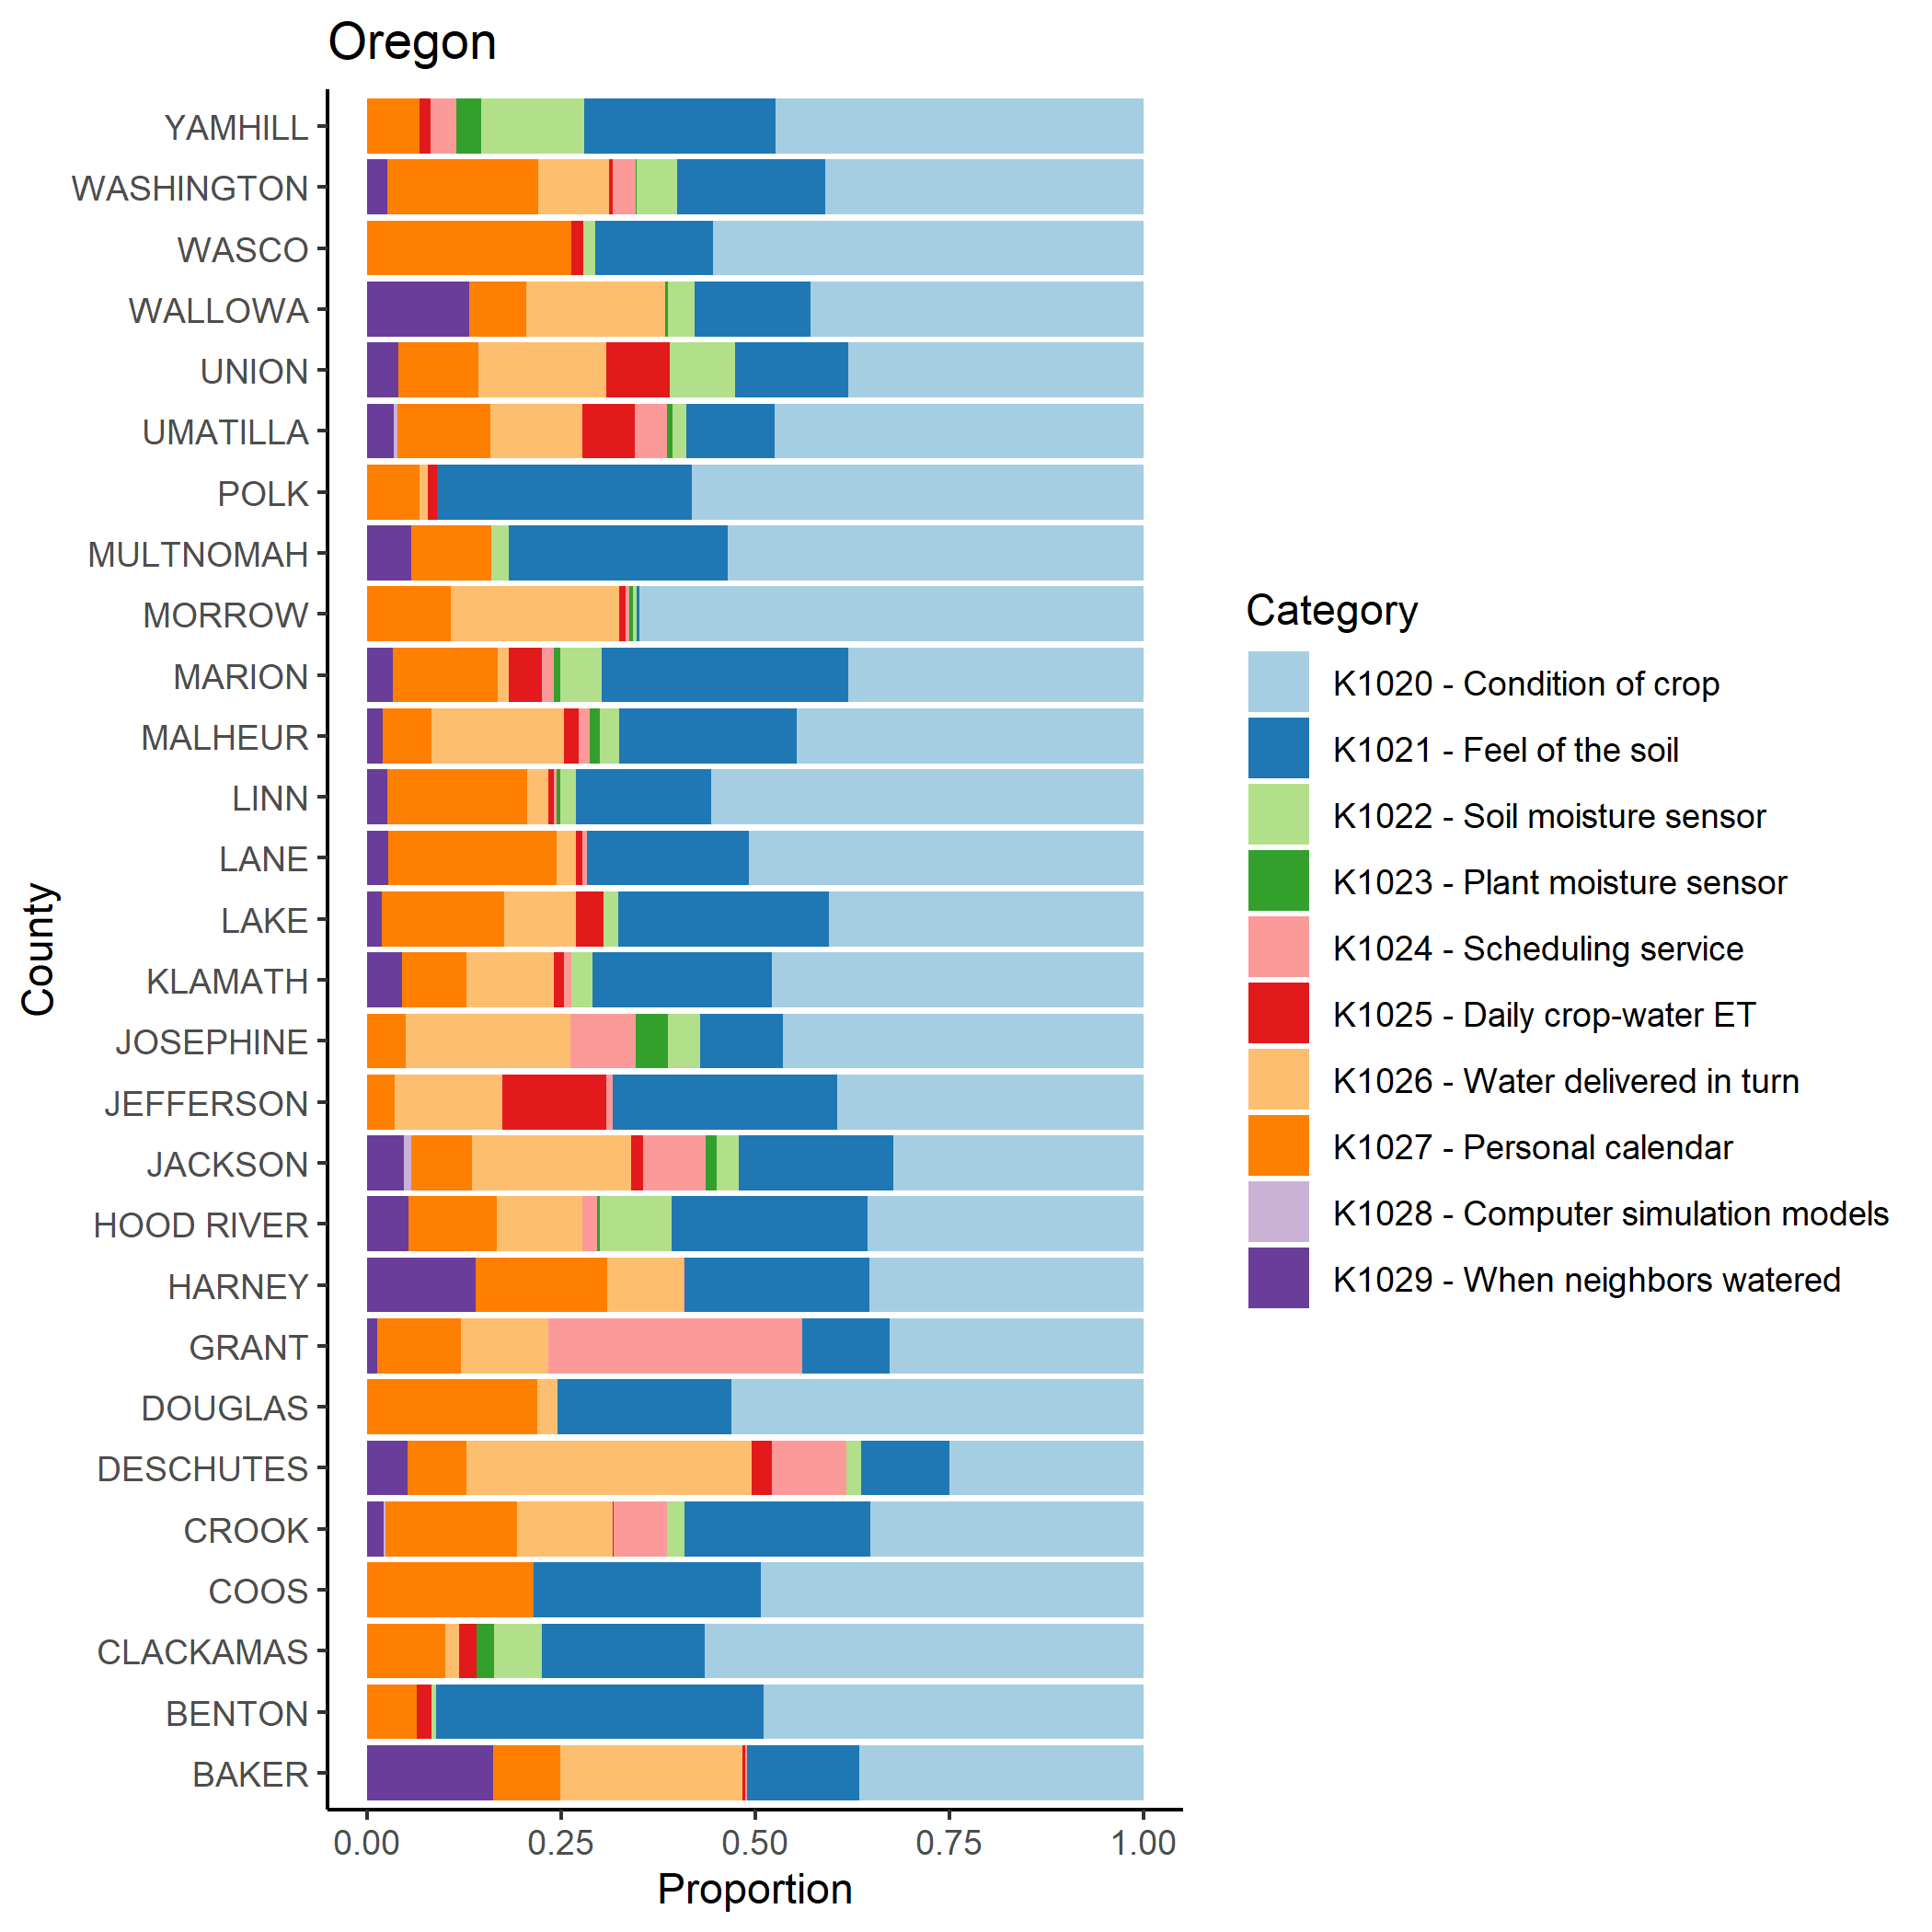 Oregon
YAMHILL
WASHINGTON
WASCO
WALLOWA
UNION
UMATILLA
POLK
MULTNOMAH
MORROW
MARION
MALHEUR
LINN
LANE
LAKE
KLAMATH
JOSEPHINE
JEFFERSON
JACKSON
HOOD RIVER
HARNEY
GRANT
DOUGLAS
DESCHUTES
CROOK
COOS
CLACKAMAS
BENTON
BAKER
County
0.00 0.25 0.50 0.75 1.00
Proportion
Category
K1020 - Condition of crop
K1021 - Feel of the soil
K1022 - Soil moisture sensor
K1023 - Plant moisture sensor
K1024 - Scheduling service
K1025 - Daily crop-water ET
K1026 - Water delivered in turn
K1027 - Personal calendar
K1028 - Computer simulation models
K1029 - When neighbors watered